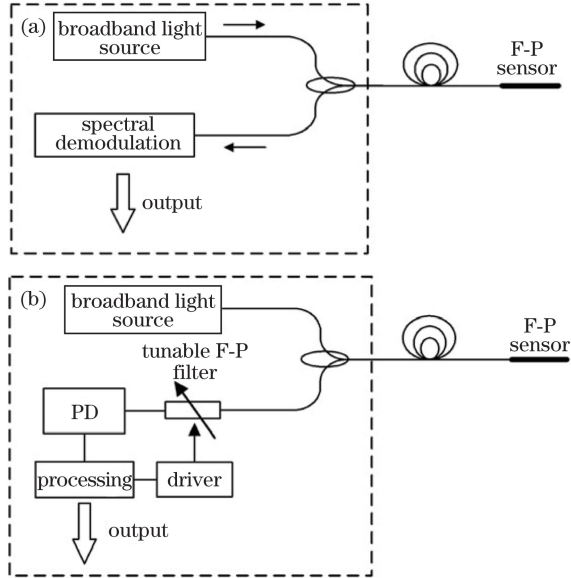 (a)
broadband light
source
F-P
sensor
spectral
demodulation
output
(b)
broadband light
source
F-P
sensor
tunable F-P
filter
PD
processing
driver
output